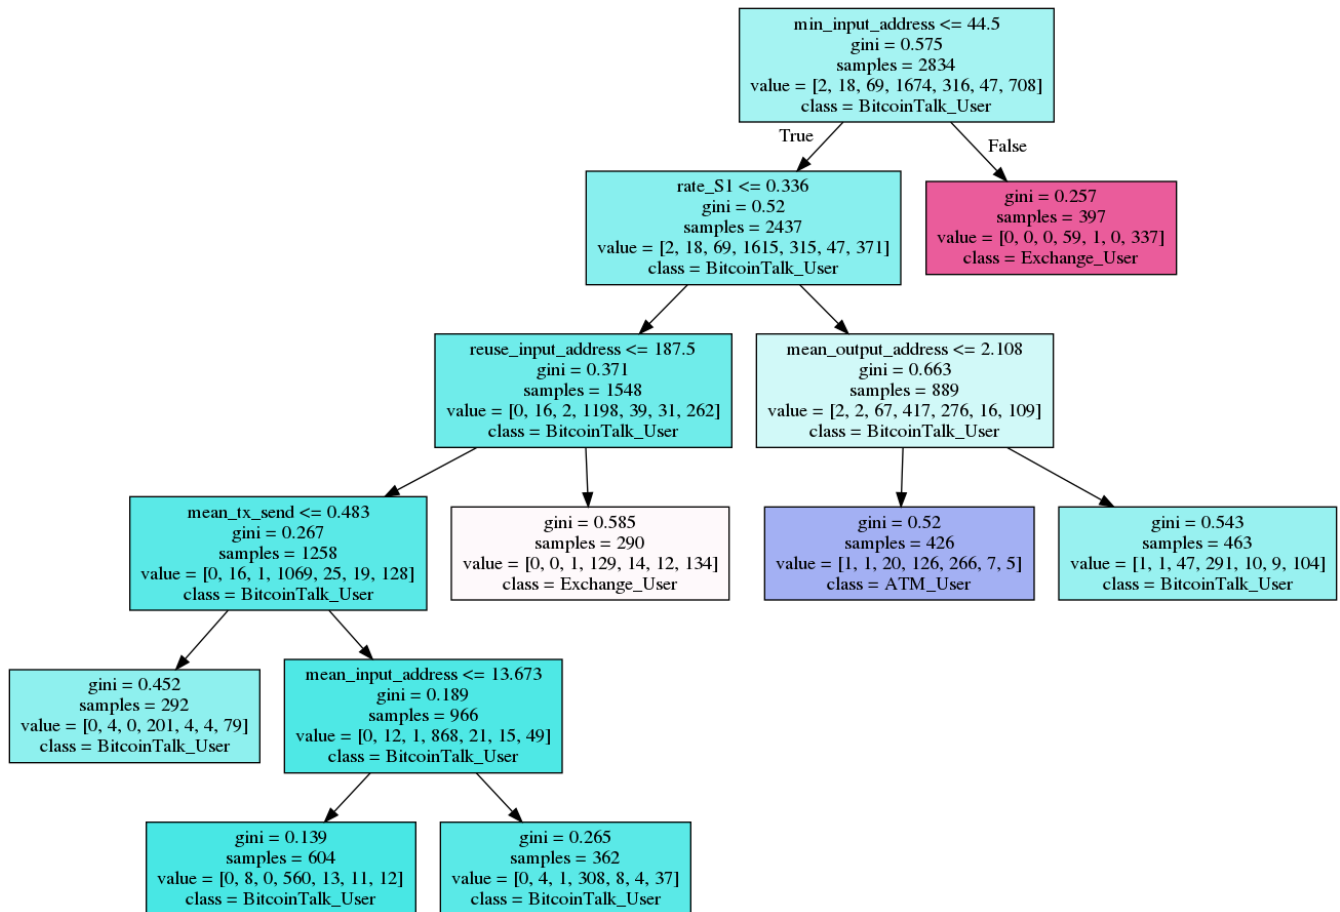 min_input_address <= 44.5
gini = 0.575
samples = 2834
value = [2, 18, 69, 1674, 316, 47, 708]
class = BitcoinTalk_User
True
False
rate_S1 <= 0.336
gini = 0.52
samples = 2437
value = [2, 18, 69, 1615, 315, 47, 371]
class = BitcoinTalk_User
gini = 0.257
samples = 397
value = [0, 0, 0, 59, 1, 0, 337]
class = Exchange_User
reuse_input_address <= 187.5
gini = 0.371
samples = 1548
value = [0, 16, 2, 1198, 39, 31, 262]
class = BitcoinTalk_User
mean_output_address <= 2.108
gini = 0.663
samples = 889
value = [2, 2, 67, 417, 276, 16, 109]
class = BitcoinTalk_User
mean_tx_send <= 0.483
gini = 0.267
samples = 1258
value = [0, 16, 1, 1069, 25, 19, 128]
class = BitcoinTalk_User
gini = 0.585
samples = 290
value = [0, 0, 1, 129, 14, 12, 134]
class = Exchange_User
gini = 0.52
samples = 426
value = [1, 1, 20, 126, 266, 7, 5]
class = ATM_User
gini = 0.543
samples = 463
value = [1, 1, 47, 291, 10, 9, 104]
class = BitcoinTalk_User
gini = 0.452
samples = 292
value = [0, 4, 0, 201, 4, 4, 79]
class = BitcoinTalk_User
mean_input_address <= 13.673
gini = 0.189
samples = 966
value = [0, 12, 1, 868, 21, 15, 49]
class = BitcoinTalk_User
gini = 0.139
samples = 604
value = [0, 8, 0, 560, 13, 11, 12]
class = BitcoinTalk_User
gini = 0.265
samples = 362
value = [0, 4, 1, 308, 8, 4, 37]
class = BitcoinTalk_User